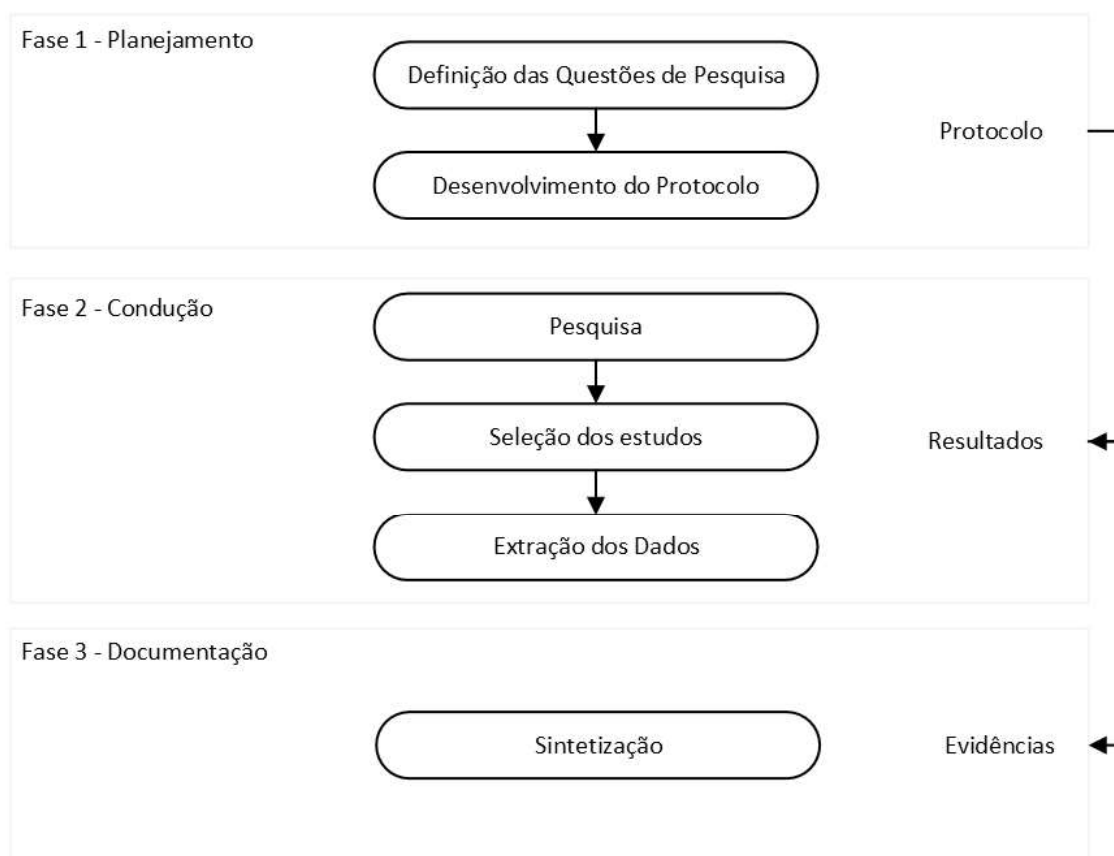 Fase 1 - Planejamento
Definição das Questões de Pesquisa
Protocolo
Desenvolvimento do Protocolo
Fase 2 - Condução
Pesquisa
Seleção dos estudos
Resultados
Extração dos Dados
Fase 3 - Documentação
Sintetização
Evidências